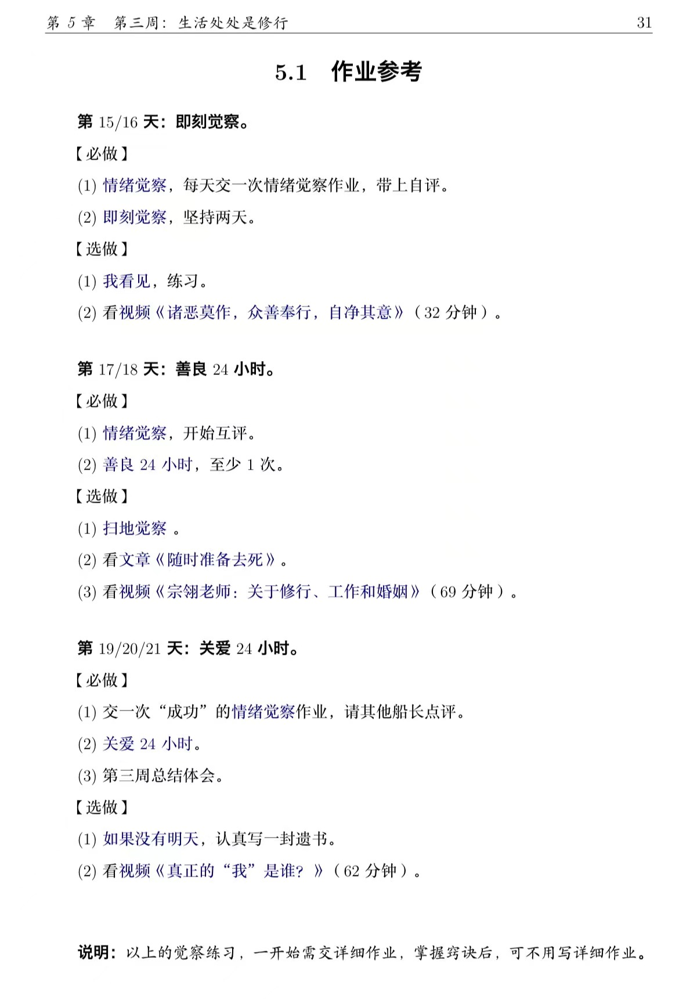 第 5 章 第三周：生活处处是修行 31
5.1 作业参考
第 15/16 天：即刻觉察。
【必做】
(1) 情绪觉察，每天交一次情绪觉察作业，带上自评。
(2) 即刻觉察，坚持两天。
【选做】
(1) 我看见，练习。
(2) 看视频《诸恶莫作，众善奉行，自净其意》（32 分钟）。
第 17/18 天：善良 24 小时。
【必做】
(1) 情绪觉察，开始互评。
(2) 善良 24 小时，至少 1 次。
【选做】
(1) 扫地觉察 。
(2) 看文章《随时准备去死》。
(3) 看视频《宗翎老师：关于修行、工作和婚姻》（69 分钟）。
第 19/20/21 天：关爱 24 小时。
【必做】
(1) 交一次“成功”的情绪觉察作业，请其他船长点评。
(2) 关爱 24 小时。
(3) 第三周总结体会。
【选做】
(1) 如果没有明天，认真写一封遗书。
(2) 看视频《真正的“我”是谁？》（62 分钟）。
说明：以上的觉察练习，一开始需交详细作业，掌握窍诀后，可不用写详细作业。